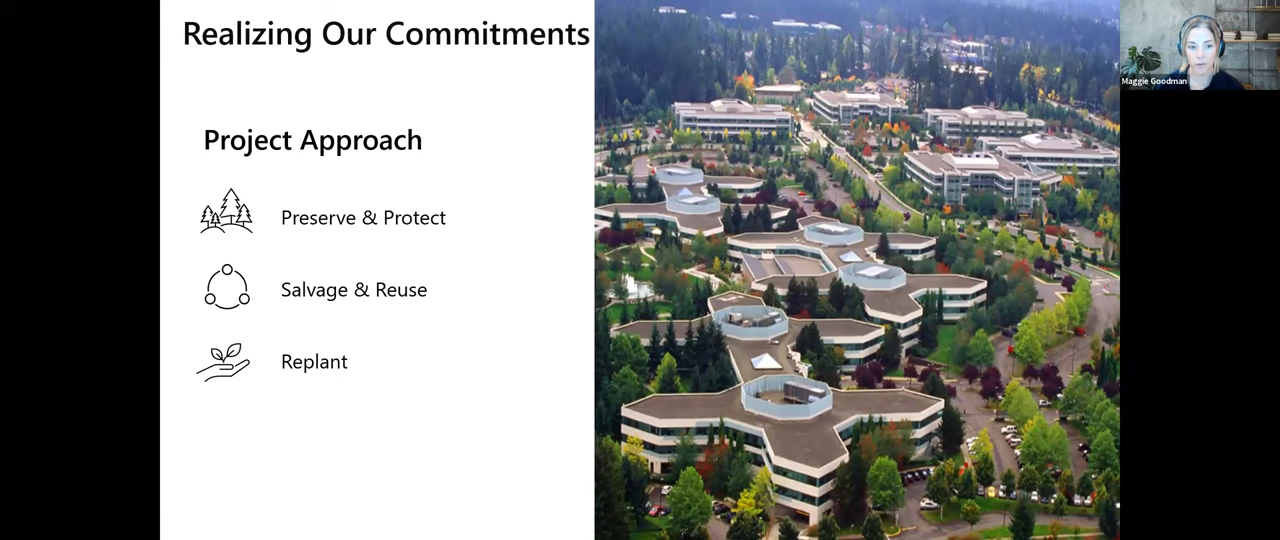 Realizing Our Commitments
Maggie Goodman
Project Approach
Preserve & Protect
Salvage & Reuse
Replant